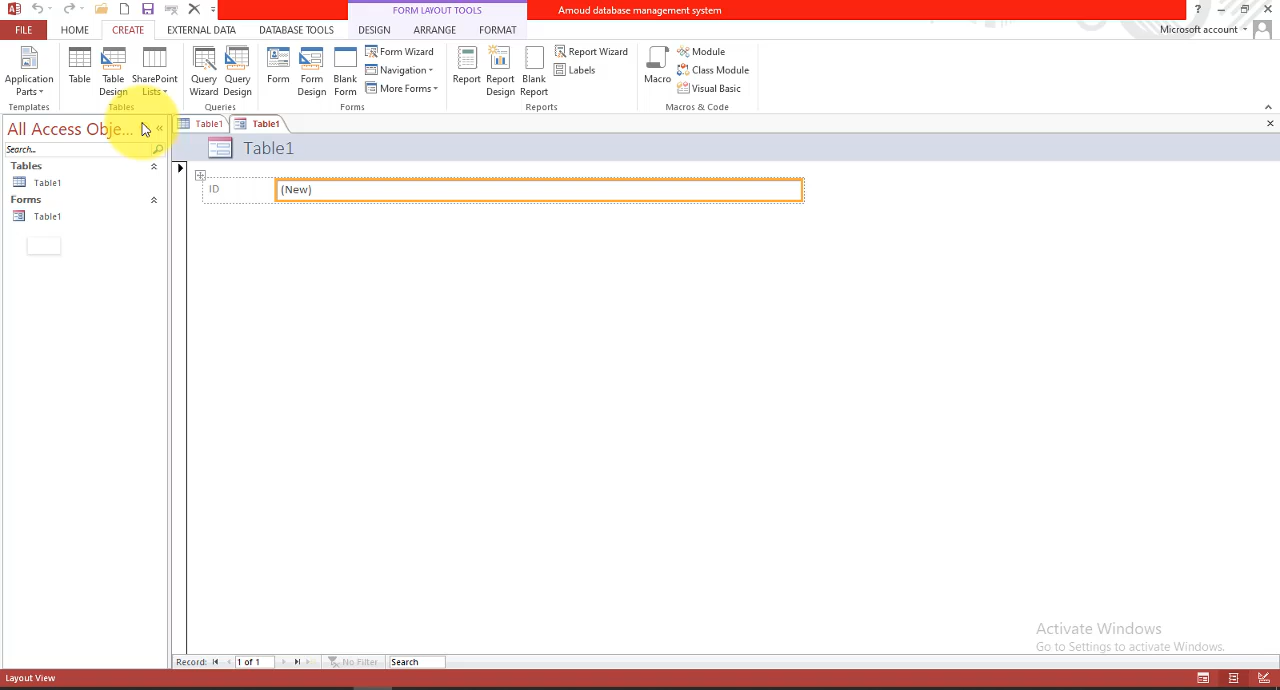 FORM LAYOUT TOOLS
Amoud database management system
?
FILE
HOME
CREATE
EXTERNAL DATA
DATABASE TOOLS
DESIGN
ARRANGE
FORMAT
Microsoft account
Application Parts
Table
Table Design
SharePoint Lists
Query Wizard
Query Design
Form
Form Design
Blank Form
Form Wizard
Navigation
More Forms
Report
Report Design
Blank Report
Report Wizard
Labels
Macro
Module
Class Module
Visual Basic
Templates
Tables
Queries
Forms
Reports
Macros & Code
All Access Obje...
Table1
Table1
Search...
Table1
Tables
Table1
Forms
Table1
ID
(New)
Activate Windows
Go to Settings to activate Windows.
Record:
1 of 1
No Filter
Search
Layout View